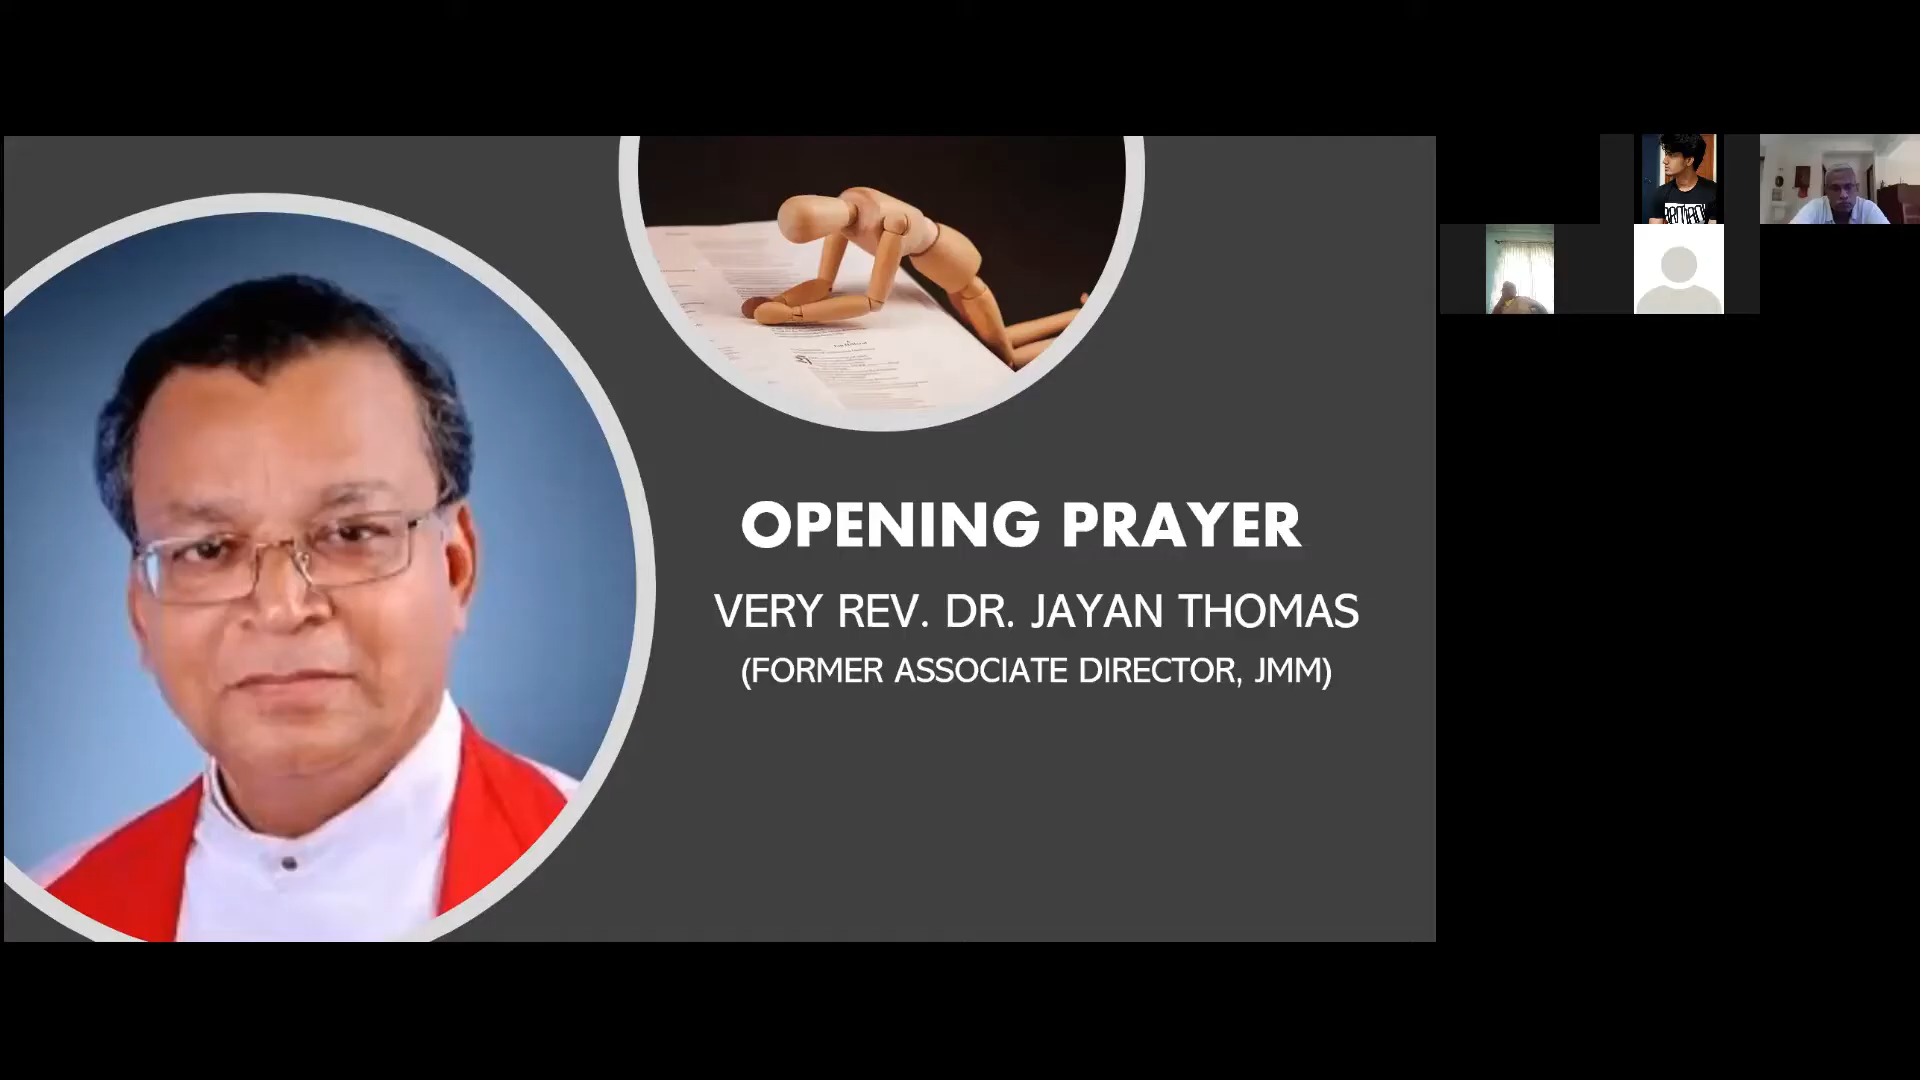 OPENING PRAYER
VERY REV. DR. JAYAN THOMAS
(FORMER ASSOCIATE DIRECTOR, JMM)